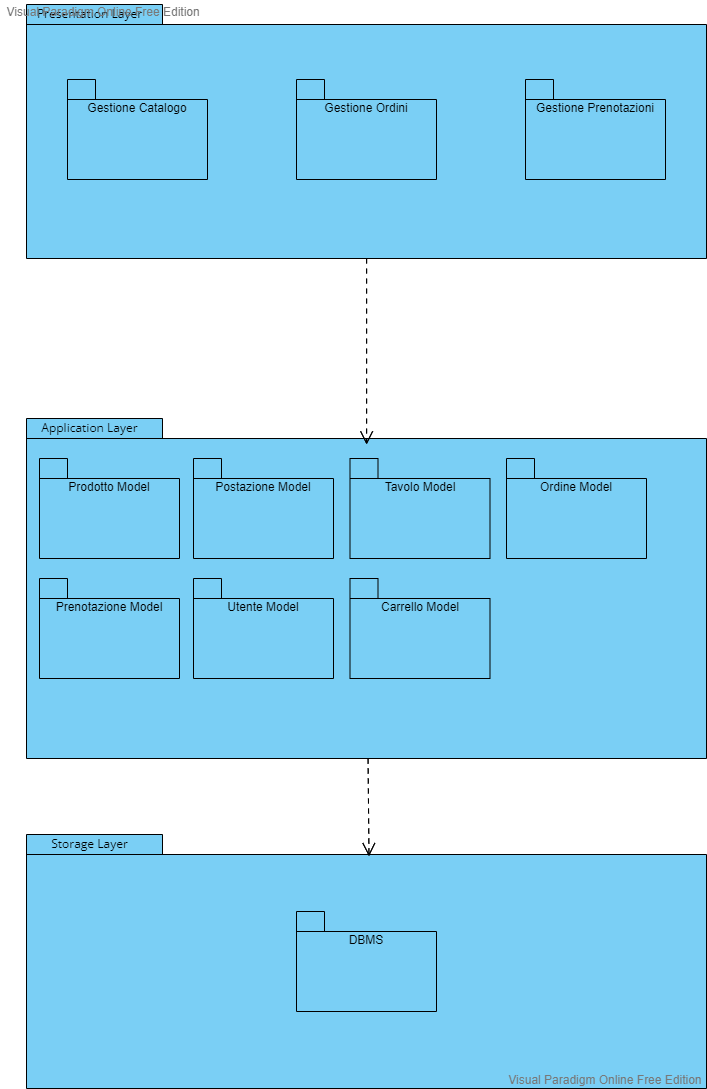 Visual Paradigm Online Free Edition
Presentation Layer
Gestione Catalogo
Gestione Ordini
Gestione Prenotazioni
Application Layer
Prodotto Model
Postazione Model
Tavolo Model
Ordine Model
Prenotazione Model
Utente Model
Carrello Model
Storage Layer
DBMS
Visual Paradigm Online Free Edition